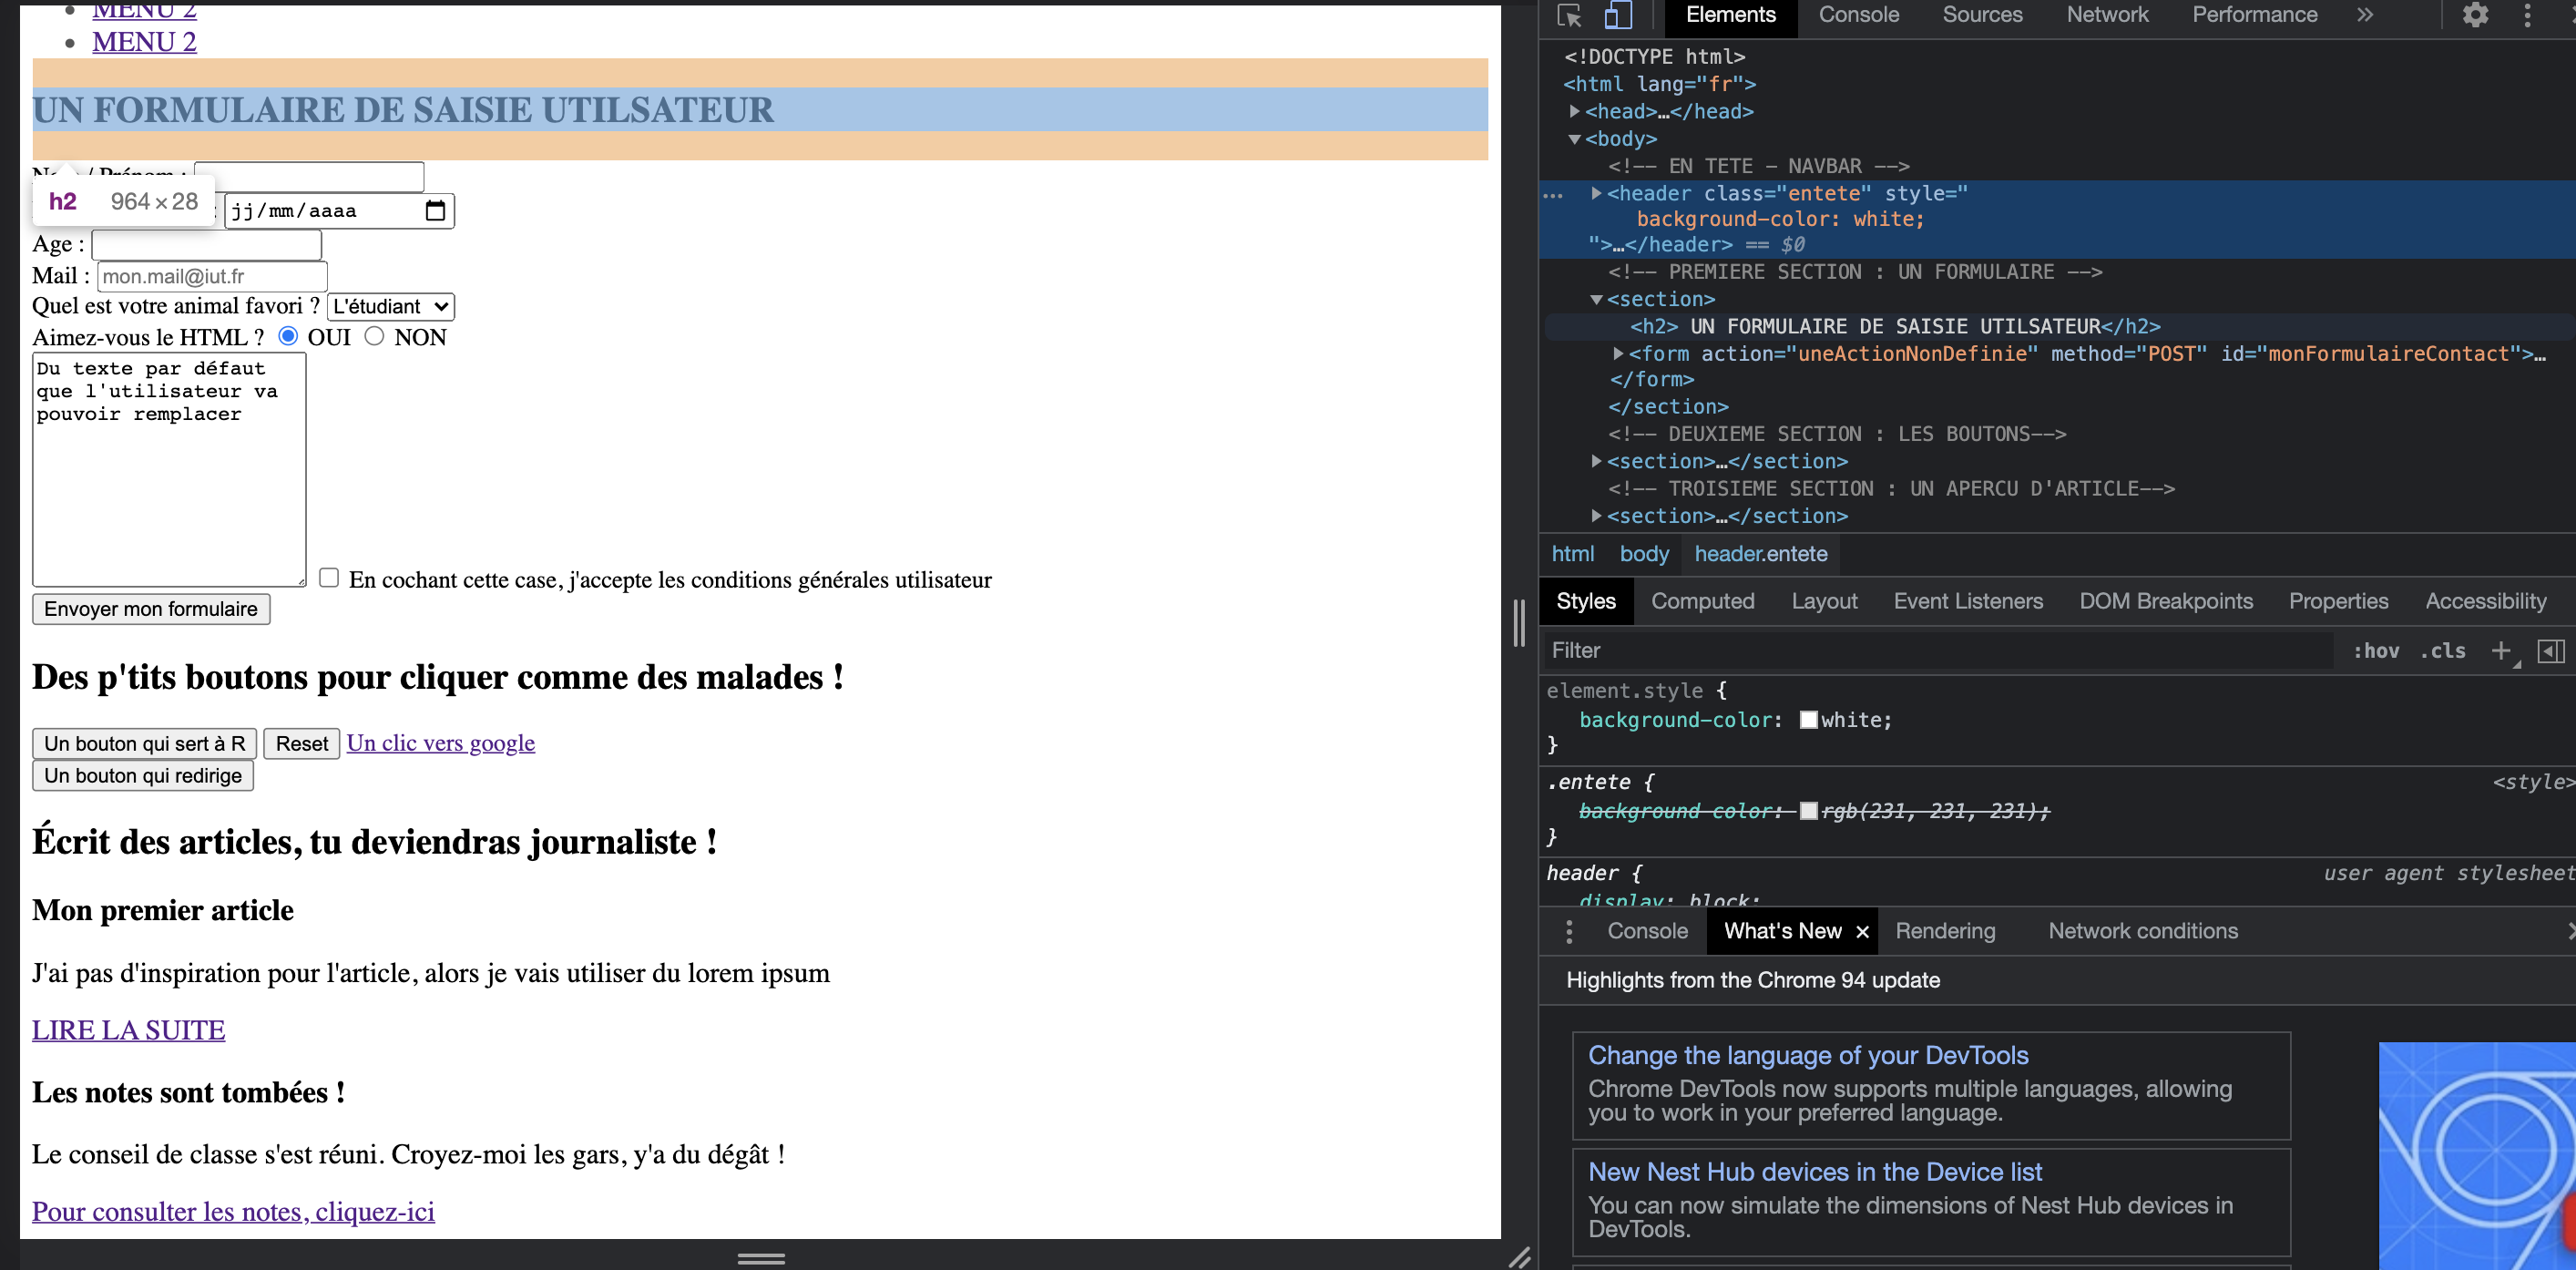 MENU 2
MENU 2
UN FORMULAIRE DE SAISIE UTILSATEUR
h2 964 × 28
jj/mm/aaaa
Age :
Mail : mon.mail@iut.fr
Quel est votre animal favori ? L'étudiant
Aimez-vous le HTML ? OUI NON
Du texte par défaut
que l'utilisateur va
pouvoir remplacer
En cochant cette case, j'accepte les conditions générales utilisateur
Envoyer mon formulaire
Des p'tits boutons pour cliquer comme des malades !
Un bouton qui sert à R Reset Un clic vers google
Un bouton qui redirige
Écrit des articles, tu deviendras journaliste !
Mon premier article
J'ai pas d'inspiration pour l'article, alors je vais utiliser du lorem ipsum
LIRE LA SUITE
Les notes sont tombées !
Le conseil de classe s'est réuni. Croyez-moi les gars, y'a du dégât !
Pour consulter les notes, cliquez-ici
Elements Console Sources Network Performance »
<!DOCTYPE html>
<html lang="fr">
<head>…</head>
<body>
<!-- EN TETE - NAVBAR -->
<header class="entete" style="
background-color: white;
">…</header> == $0
<!-- PREMIERE SECTION : UN FORMULAIRE -->
<section>
<h2> UN FORMULAIRE DE SAISIE UTILSATEUR</h2>
<form action="uneActionNonDefinie" method="POST" id="monFormulaireContact">…
</form>
</section>
<!-- DEUXIEME SECTION : LES BOUTONS-->
<section>…</section>
<!-- TROISIEME SECTION : UN APERCU D'ARTICLE-->
<section>…</section>
html body header.entete
Styles Computed Layout Event Listeners DOM Breakpoints Properties Accessibility
Filter :hov .cls +
element.style {
background-color: white;
}
.entete { <style>
background-color: rgb(231, 231, 231);
}
header { user agent stylesheet
display: block;
Console What's New × Rendering Network conditions
Highlights from the Chrome 94 update
Change the language of your DevTools
Chrome DevTools now supports multiple languages, allowing
you to work in your preferred language.
New Nest Hub devices in the Device list
You can now simulate the dimensions of Nest Hub devices in
DevTools.